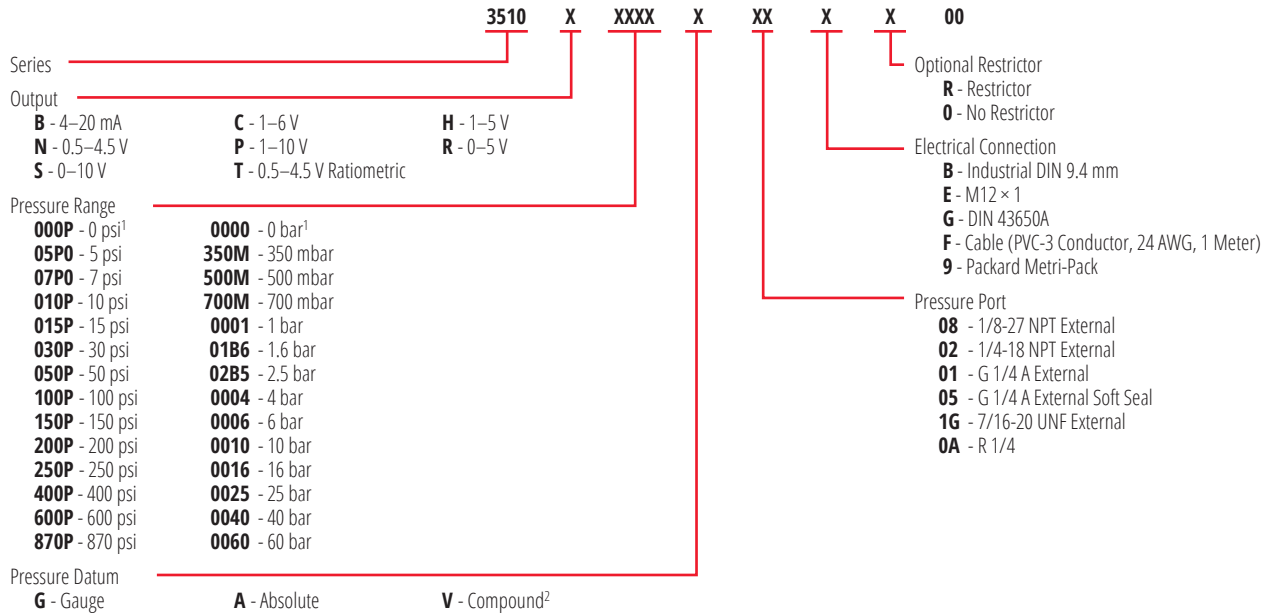 3510 X XXXX X XX X X 00
Series
Output
B - 4–20 mA C - 1–6 V H - 1–5 V
N - 0.5–4.5 V P - 1–10 V R - 0–5 V
S - 0–10 V T - 0.5–4.5 V Ratiometric
Pressure Range
000P - 0 psi¹ 0000 - 0 bar¹
05P0 - 5 psi 350M - 350 mbar
07P0 - 7 psi 500M - 500 mbar
010P - 10 psi 700M - 700 mbar
015P - 15 psi 0001 - 1 bar
030P - 30 psi 01B6 - 1.6 bar
050P - 50 psi 02B5 - 2.5 bar
100P - 100 psi 0004 - 4 bar
150P - 150 psi 0006 - 6 bar
200P - 200 psi 0010 - 10 bar
250P - 250 psi 0016 - 16 bar
400P - 400 psi 0025 - 25 bar
600P - 600 psi 0040 - 40 bar
870P - 870 psi 0060 - 60 bar
Pressure Datum
G - Gauge A - Absolute V - Compound²
Optional Restrictor
R - Restrictor
0 - No Restrictor
Electrical Connection
B - Industrial DIN 9.4 mm
E - M12 × 1
G - DIN 43650A
F - Cable (PVC-3 Conductor, 24 AWG, 1 Meter)
9 - Packard Metri-Pack
Pressure Port
08 - 1/8-27 NPT External
02 - 1/4-18 NPT External
01 - G 1/4 A External
05 - G 1/4 A External Soft Seal
1G - 7/16-20 UNF External
0A - R 1/4